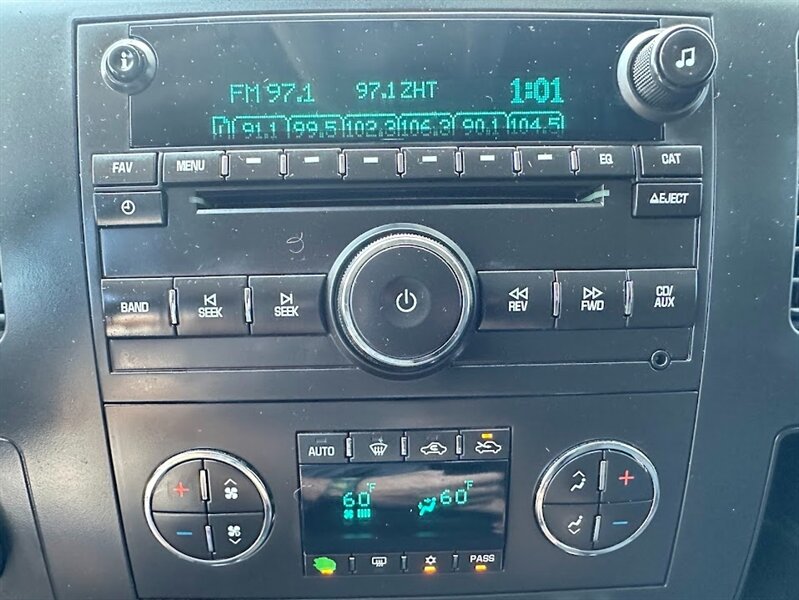 FM 97.1 97.1 ZHT 1:01
91.1 99.5 102.3 106.3 90.1 104.5
FAV MENU EQ CAT
EJECT
BAND SEEK SEEK REV FWD CD/AUX
AUTO
60°F 60°F
PASS